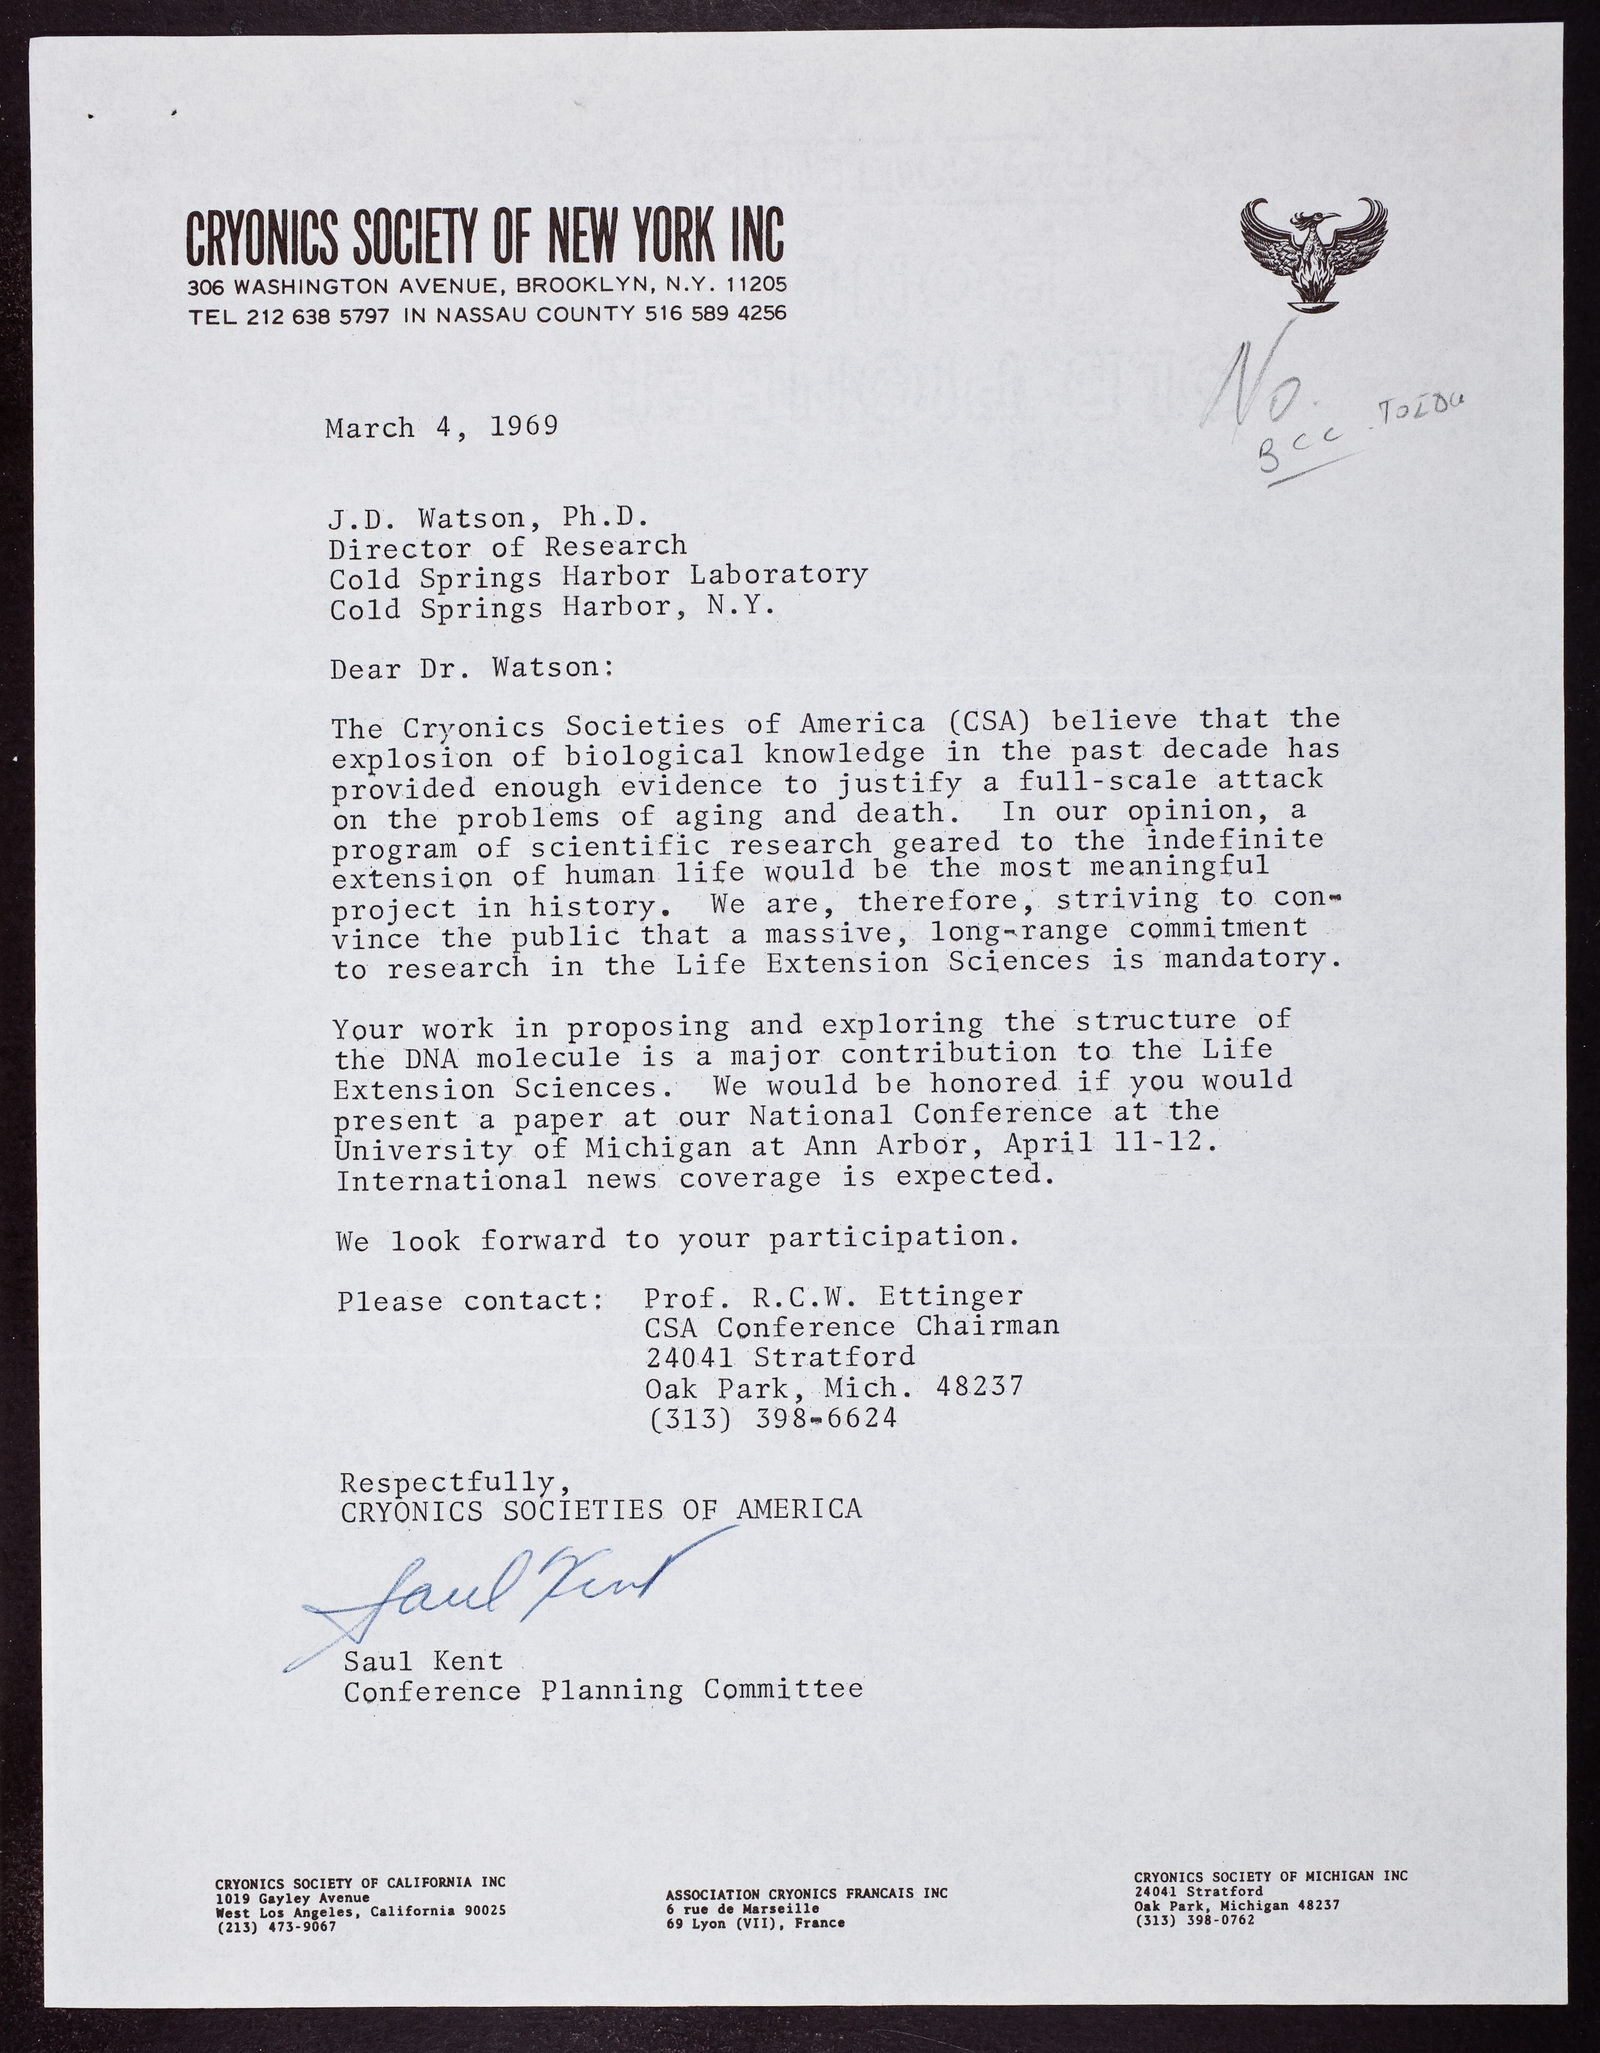 CRYONICS SOCIETY OF NEW YORK INC
306 WASHINGTON AVENUE, BROOKLYN, N.Y. 11205
TEL 212 638 5797 IN NASSAU COUNTY 516 589 4256
No.
BCC
March 4, 1969
J.D. Watson, Ph.D.
Director of Research
Cold Springs Harbor Laboratory
Cold Springs Harbor, N.Y.
Dear Dr. Watson:
The Cryonics Societies of America (CSA) believe that the
explosion of biological knowledge in the past decade has
provided enough evidence to justify a full-scale attack
on the problems of aging and death. In our opinion, a
program of scientific research geared to the indefinite
extension of human life would be the most meaningful
project in history. We are, therefore, striving to con-
vince the public that a massive, long-range commitment
to research in the Life Extension Sciences is mandatory.
Your work in proposing and exploring the structure of
the DNA molecule is a major contribution to the Life
Extension Sciences. We would be honored if you would
present a paper at our National Conference at the
University of Michigan at Ann Arbor, April 11-12.
International news coverage is expected.
We look forward to your participation.
Please contact: Prof. R.C.W. Ettinger
CSA Conference Chairman
24041 Stratford
Oak Park, Mich. 48237
(313) 398-6624
Respectfully,
CRYONICS SOCIETIES OF AMERICA
Saul Kent
Saul Kent
Conference Planning Committee
CRYONICS SOCIETY OF CALIFORNIA INC
1019 Gayley Avenue
West Los Angeles, California 90025
(213) 473-9067
ASSOCIATION CRYONICS FRANCAIS INC
6 rue de Marseille
69 Lyon (VII), France
CRYONICS SOCIETY OF MICHIGAN INC
24041 Stratford
Oak Park, Michigan 48237
(313) 398-0762